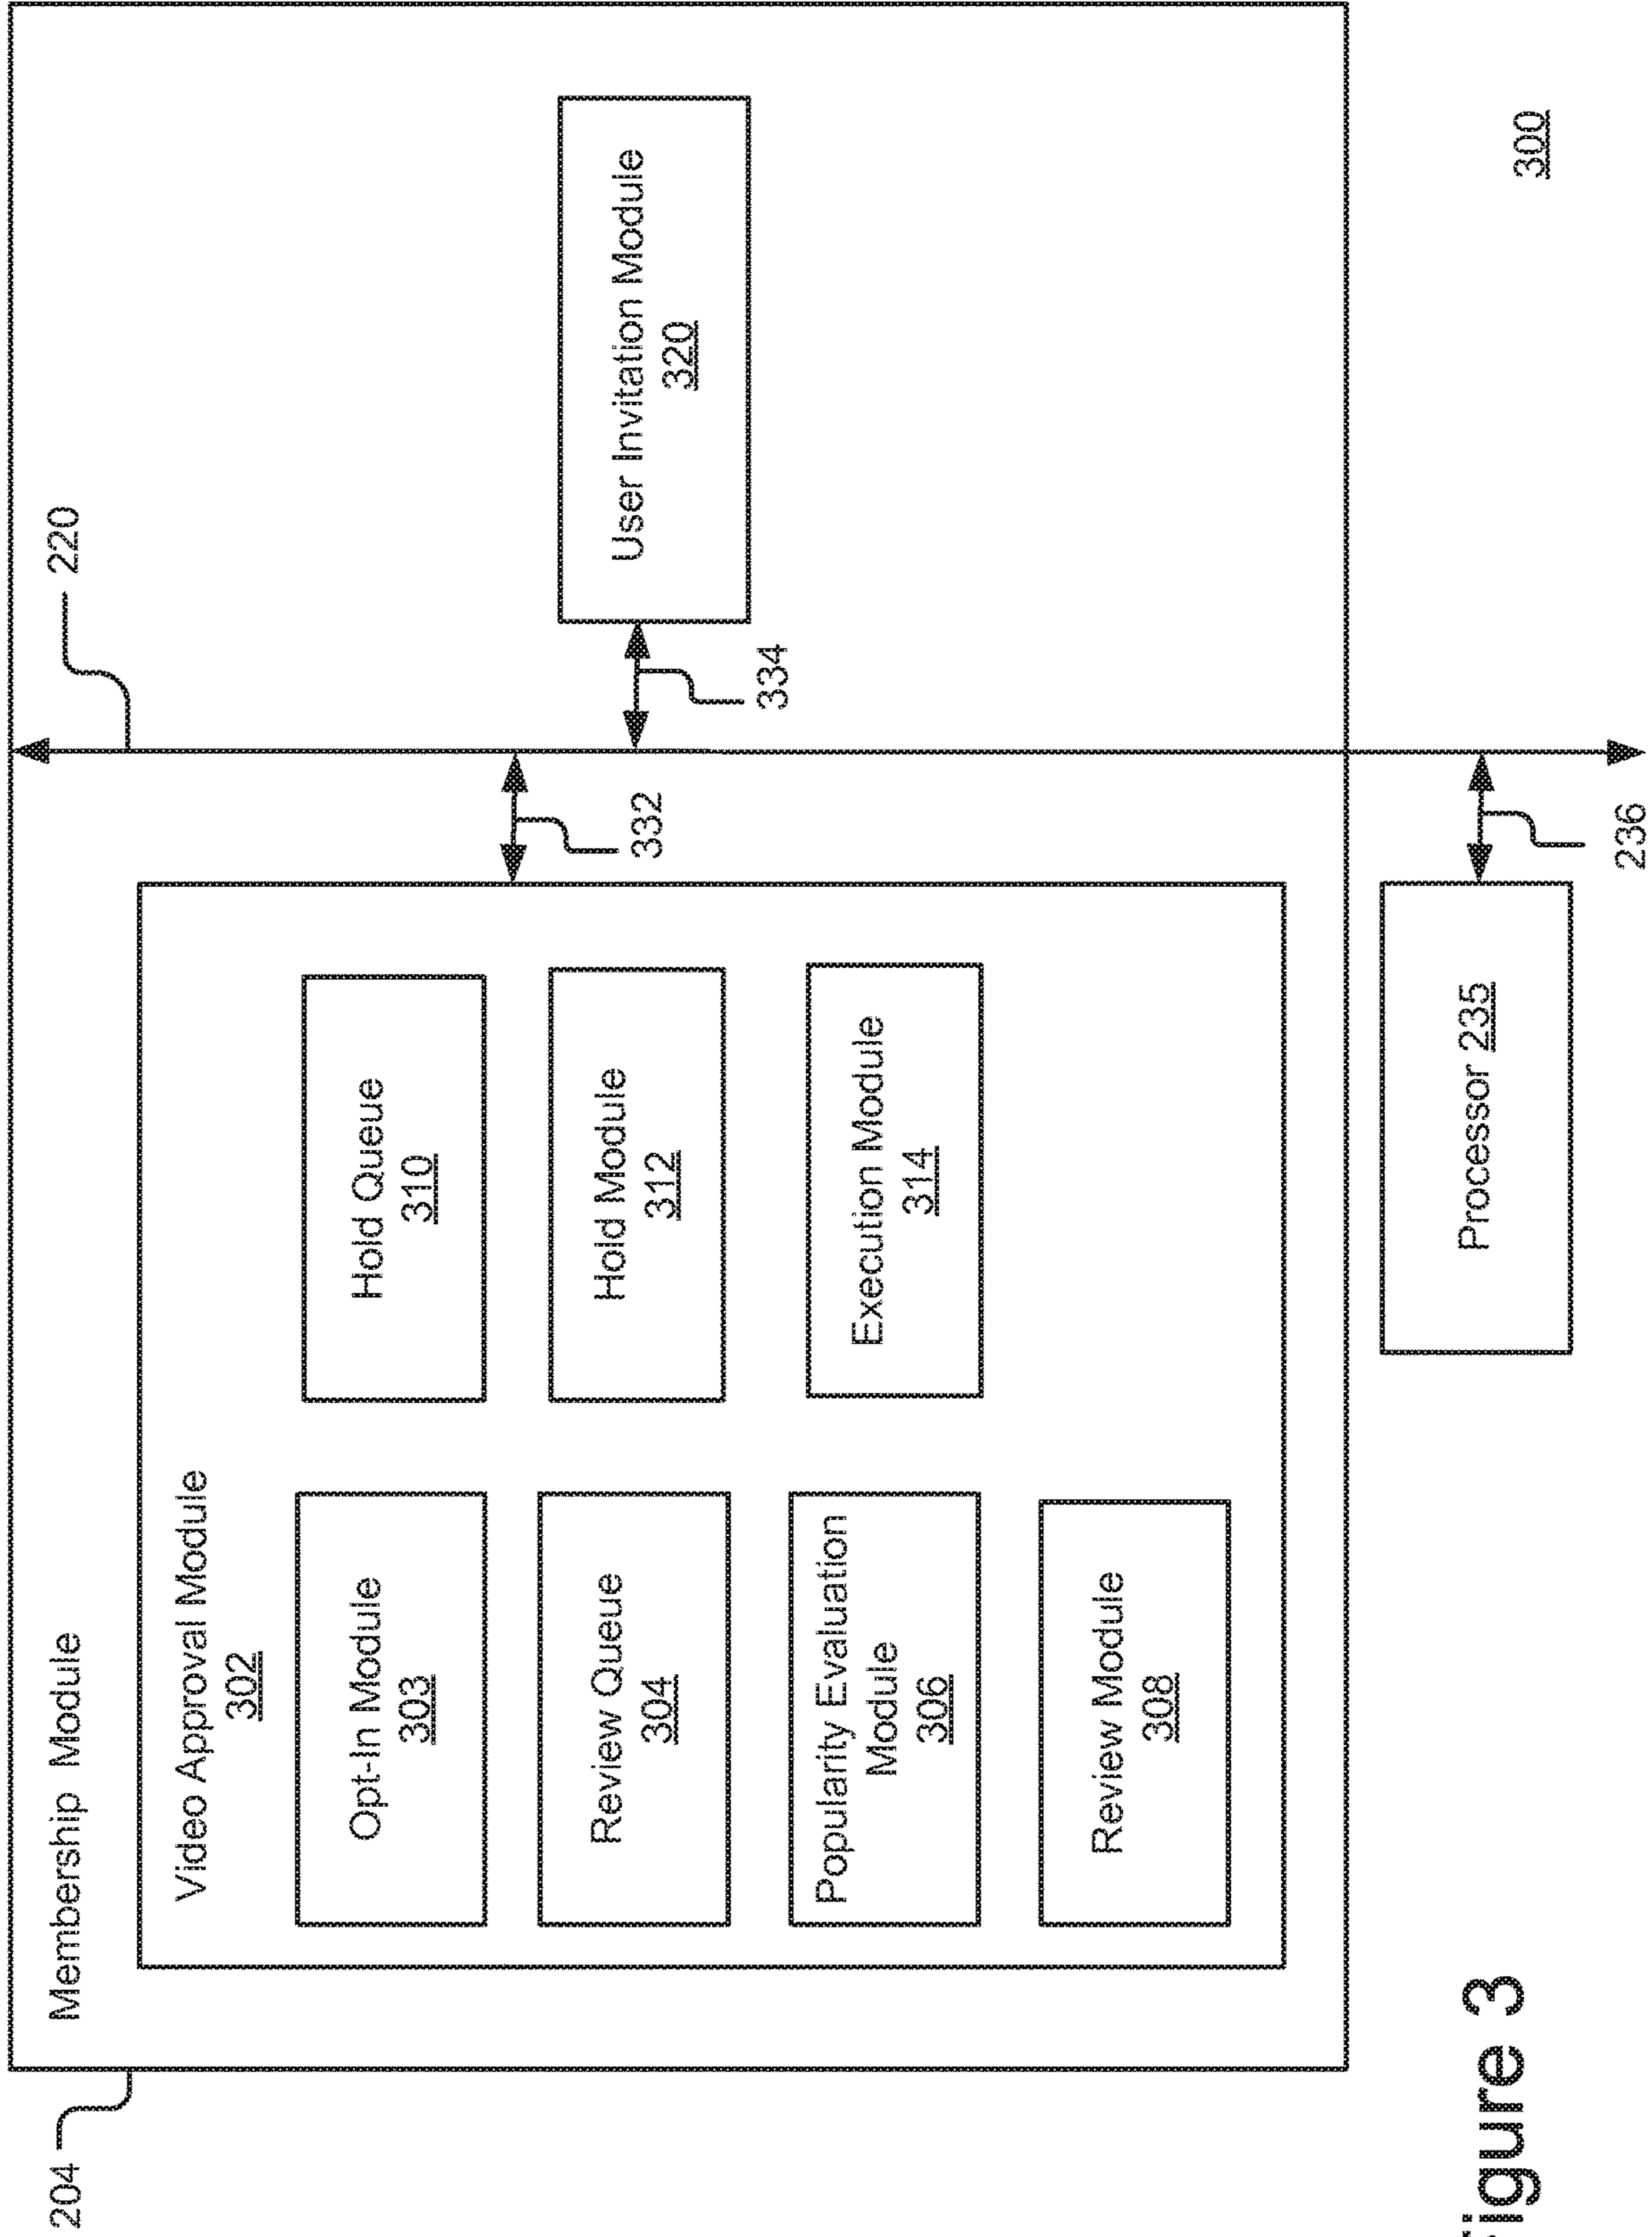 204
Membership Module
220
Video Approval Module
302
Opt-In Module
303
Review Queue
304
Popularity Evaluation
Module
306
Review Module
308
Hold Queue
310
Hold Module
312
Execution Module
314
332
User Invitation Module
320
334
Processor 235
236
300
igure 3